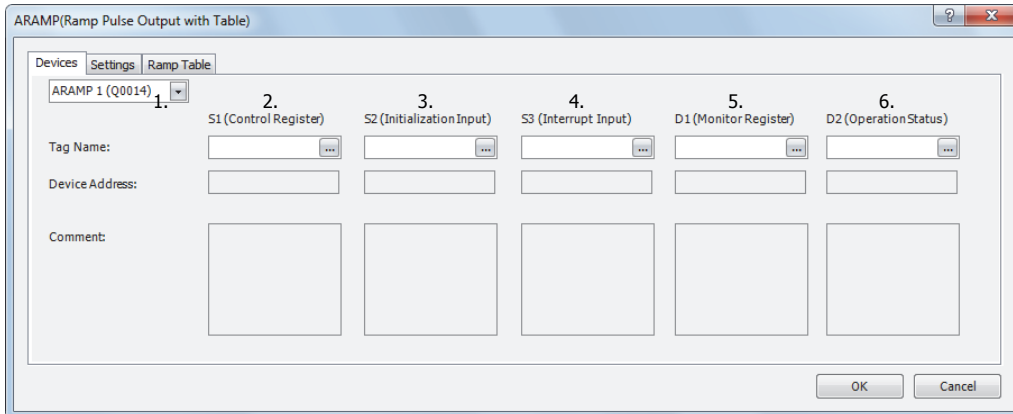 ARAMP(Ramp Pulse Output with Table)
Devices Settings Ramp Table
ARAMP 1 (Q0014) 1.
2. 3. 4. 5. 6.
S1 (Control Register) S2 (Initialization Input) S3 (Interrupt Input) D1 (Monitor Register) D2 (Operation Status)
Tag Name: ... ... ... ... ...
Device Address:
Comment:
OK Cancel